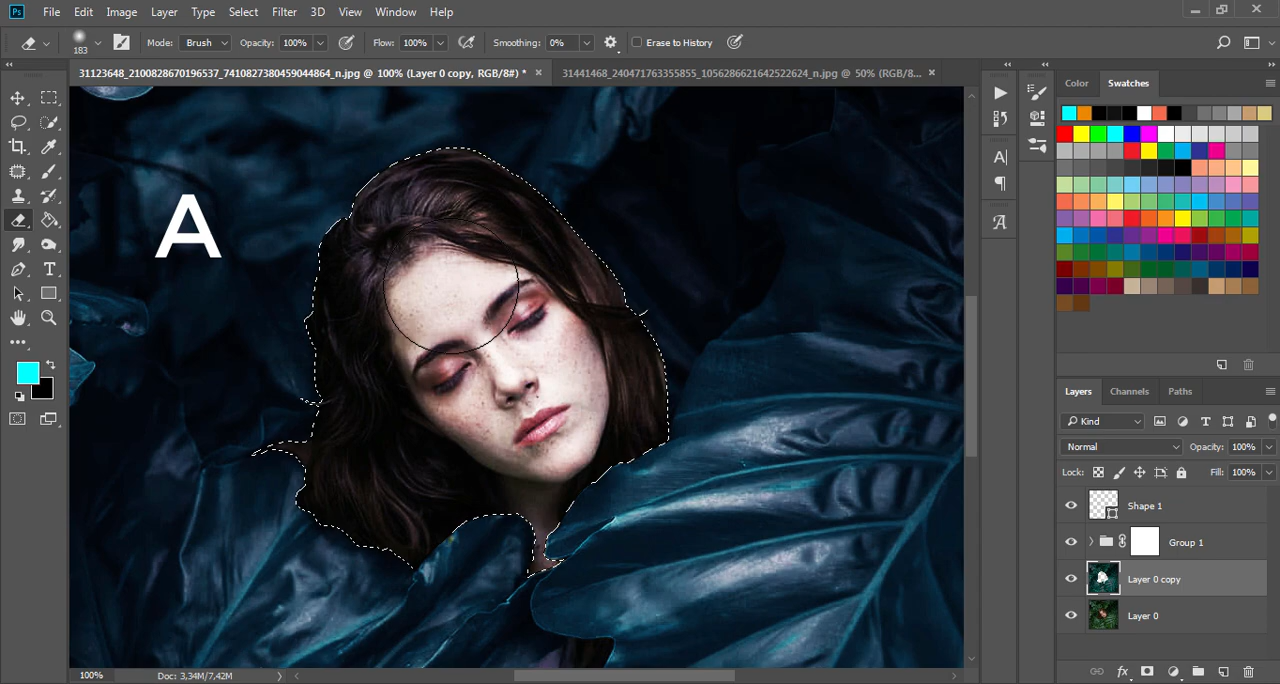 Ps File Edit Image Layer Type Select Filter 3D View Window Help
183 Mode: Brush Opacity: 100% Flow: 100% Smoothing: 0% Erase to History
31123648_2100828670196537_7410827380459044864_n.jpg @ 100% (Layer 0 copy, RGB/8#) * × 31441468_240471763355855_1056286621642522624_n.jpg @ 50% (RGB/8... ×
Color Swatches
A
Layers Channels Paths
Kind
Normal Opacity: 100%
Lock: Fill: 100%
Shape 1
Group 1
Layer 0 copy
Layer 0
100% Doc: 3,34M/7,42M